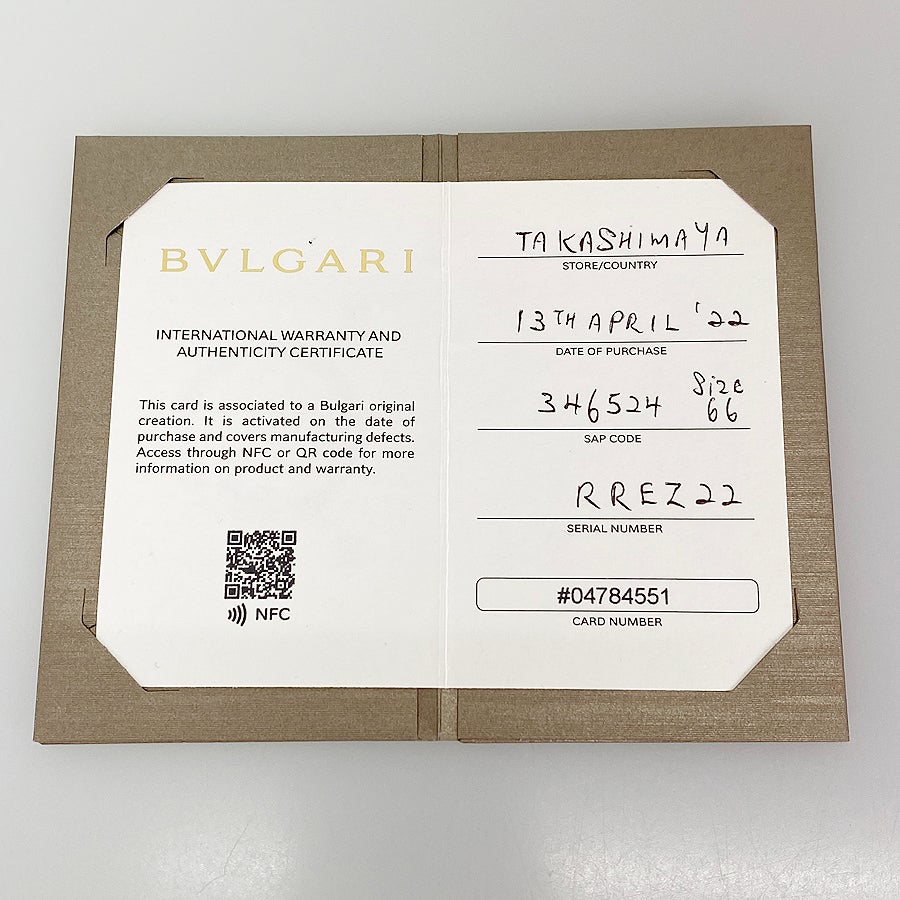 BVLGARI
INTERNATIONAL WARRANTY AND
AUTHENTICITY CERTIFICATE
This card is associated to a Bulgari original
creation. It is activated on the date of
purchase and covers manufacturing defects.
Access through NFC or QR code for more
information on product and warranty.
NFC
TAKASHIMAYA
STORE/COUNTRY
13TH APRIL '22
DATE OF PURCHASE
346524 Size 66
SAP CODE
RREZ22
SERIAL NUMBER
#04784551
CARD NUMBER